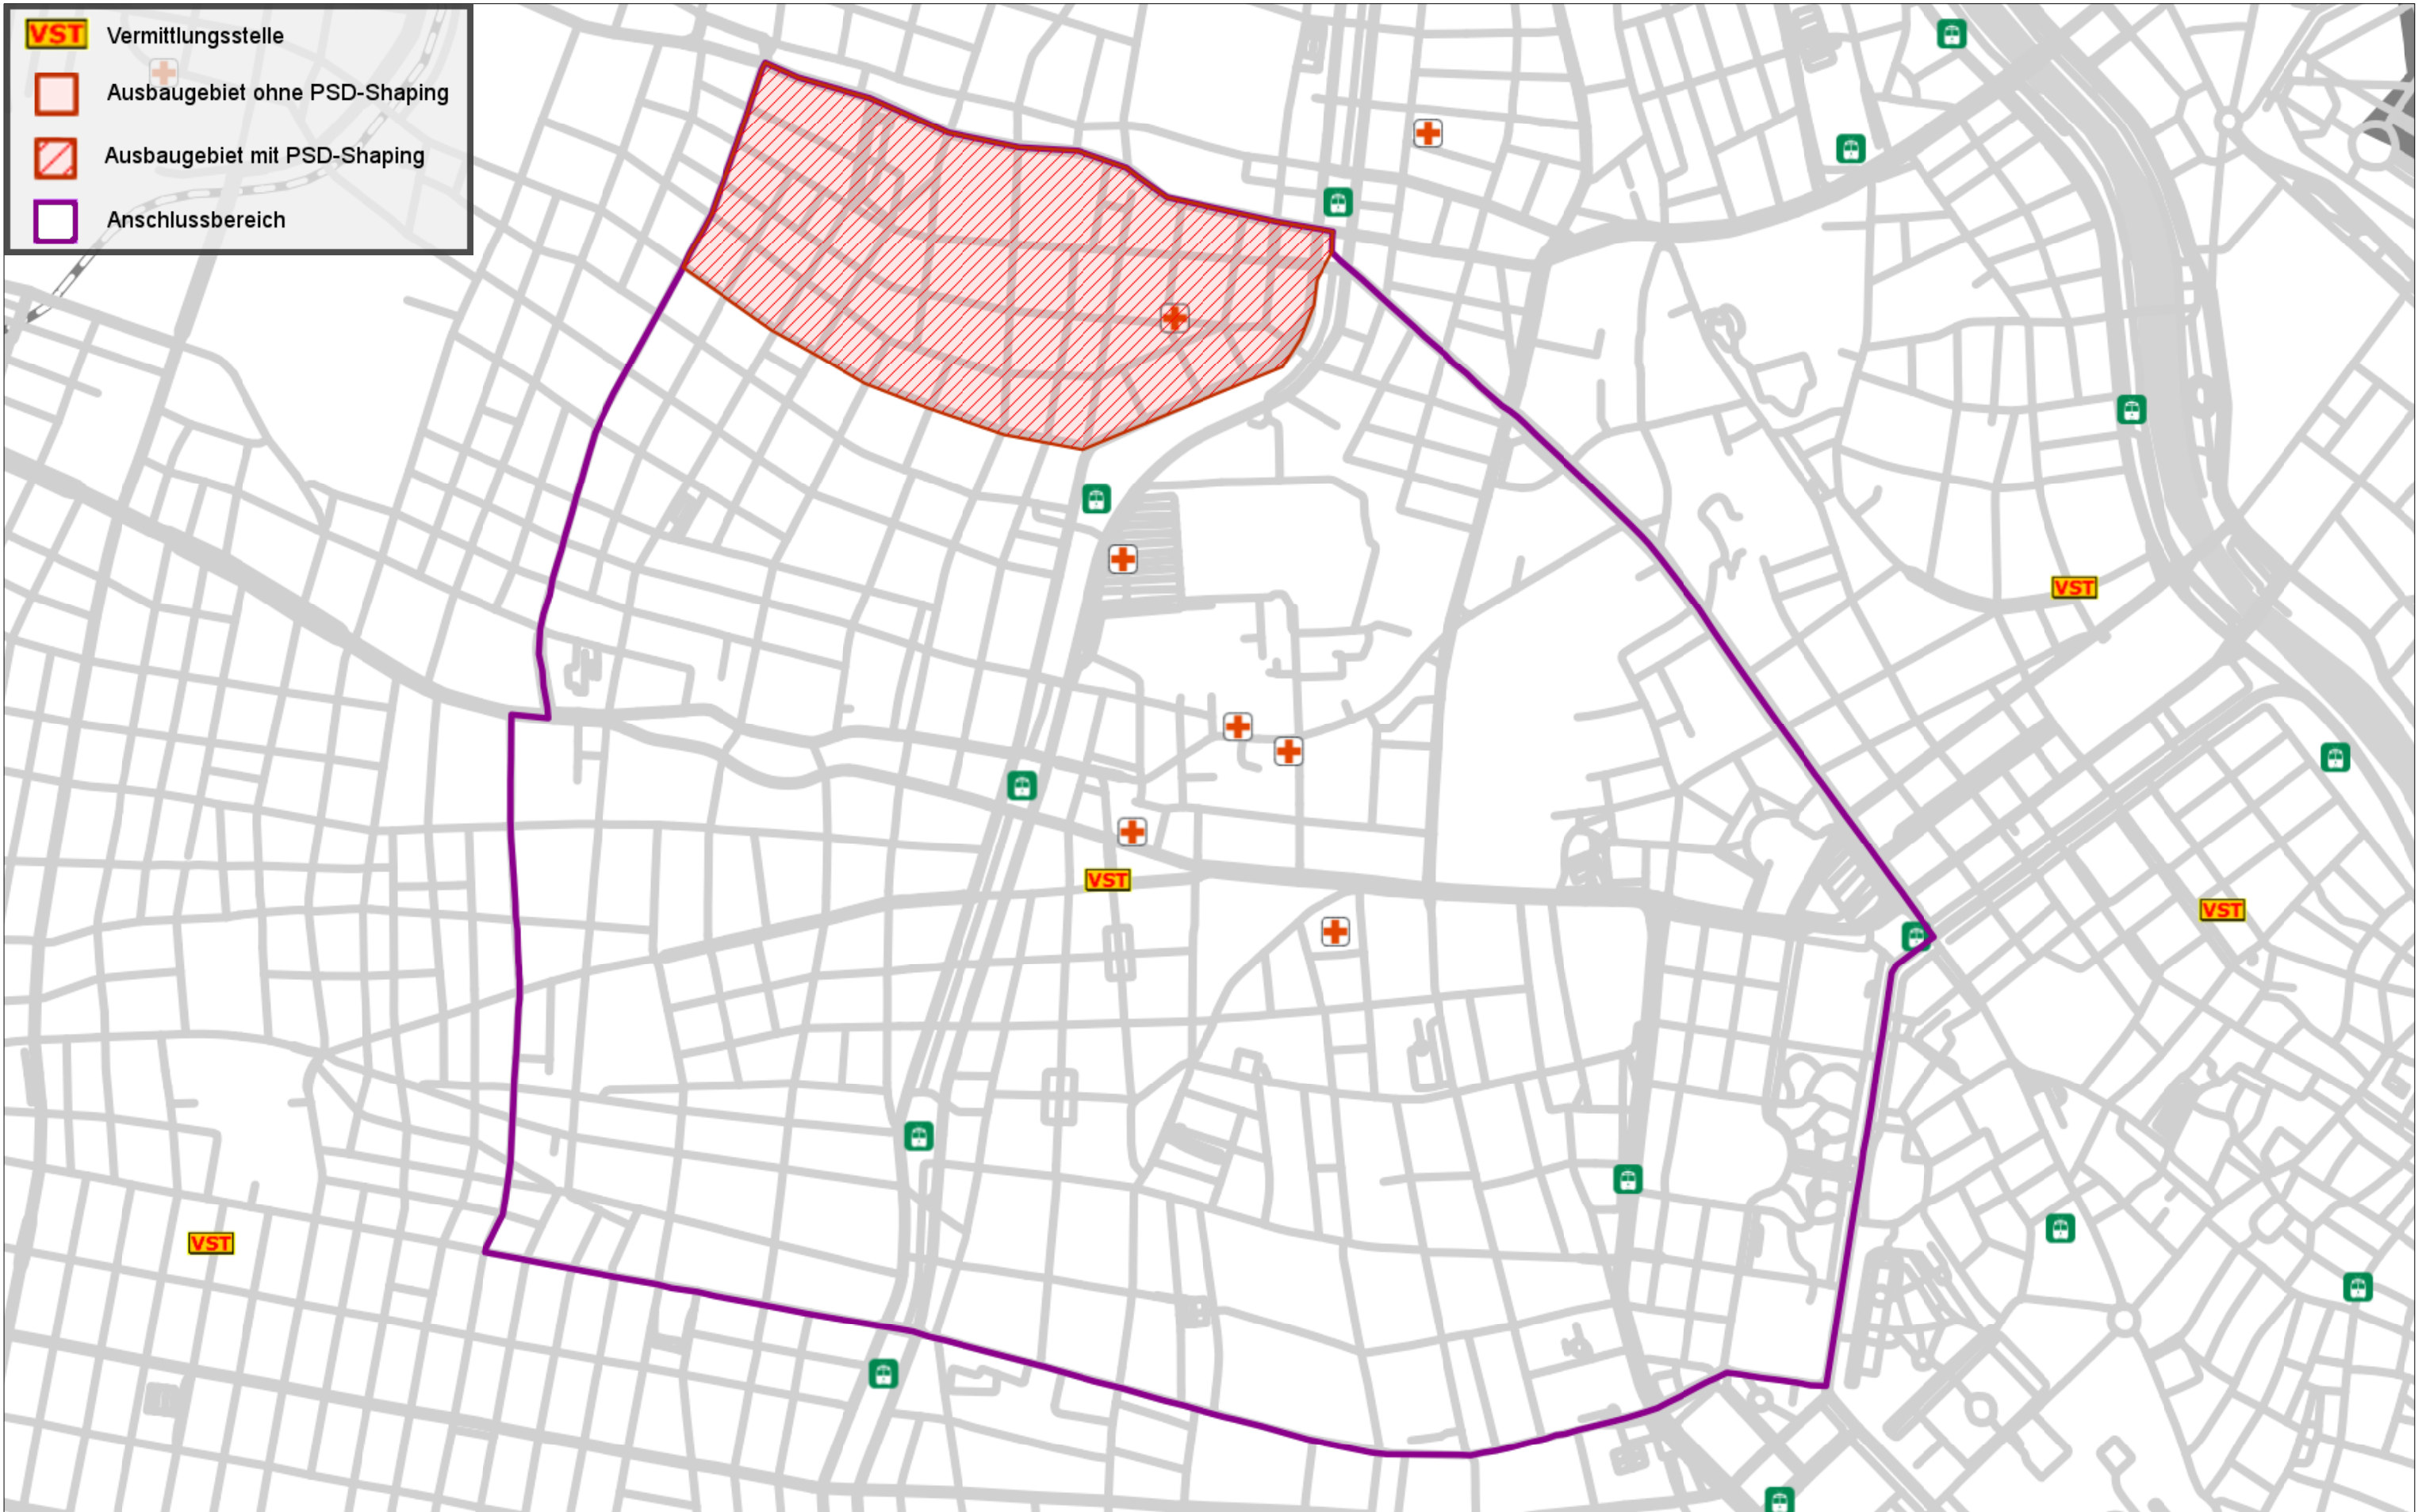 VST Vermittlungsstelle
Ausbaugebiet ohne PSD-Shaping
Ausbaugebiet mit PSD-Shaping
Anschlussbereich
VST
VST
VST
VST